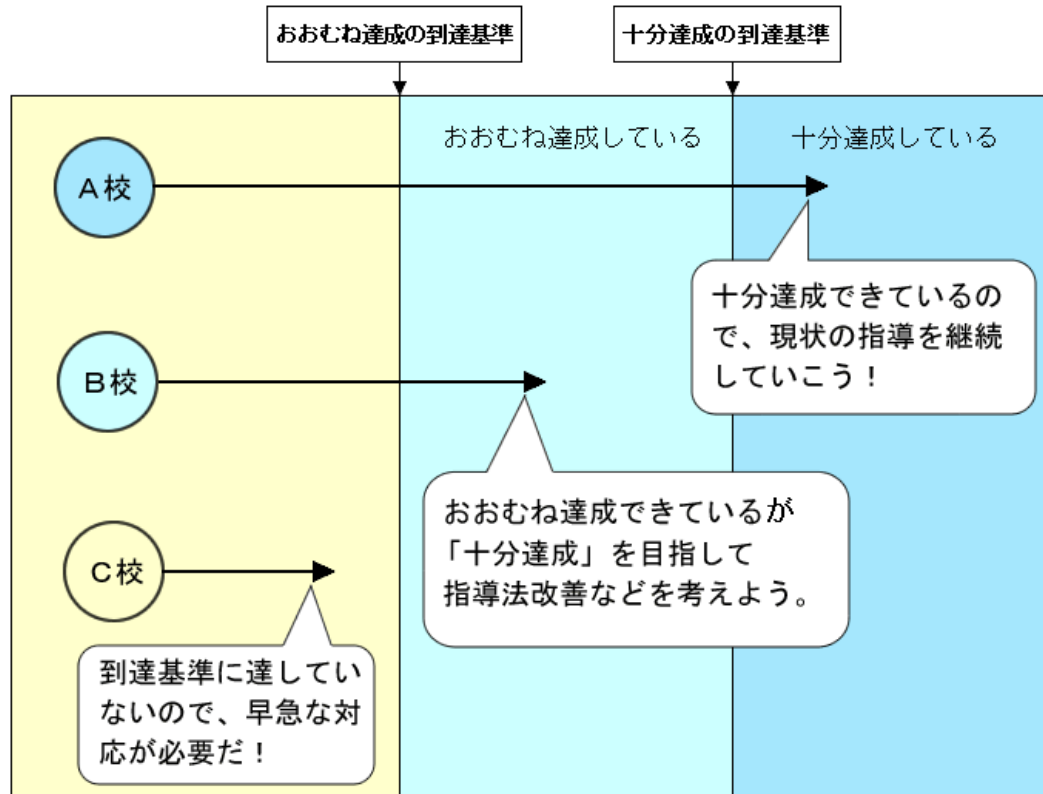 おおむね達成の到達基準
十分達成の到達基準
おおむね達成している
十分達成している
A校
十分達成できているの
で、現状の指導を継続
していこう!
B校
おおむね達成できているが
「十分達成」を目指して
指導法改善などを考えよう。
C校
到達基準に達してい
ないので、早急な対
応が必要だ!